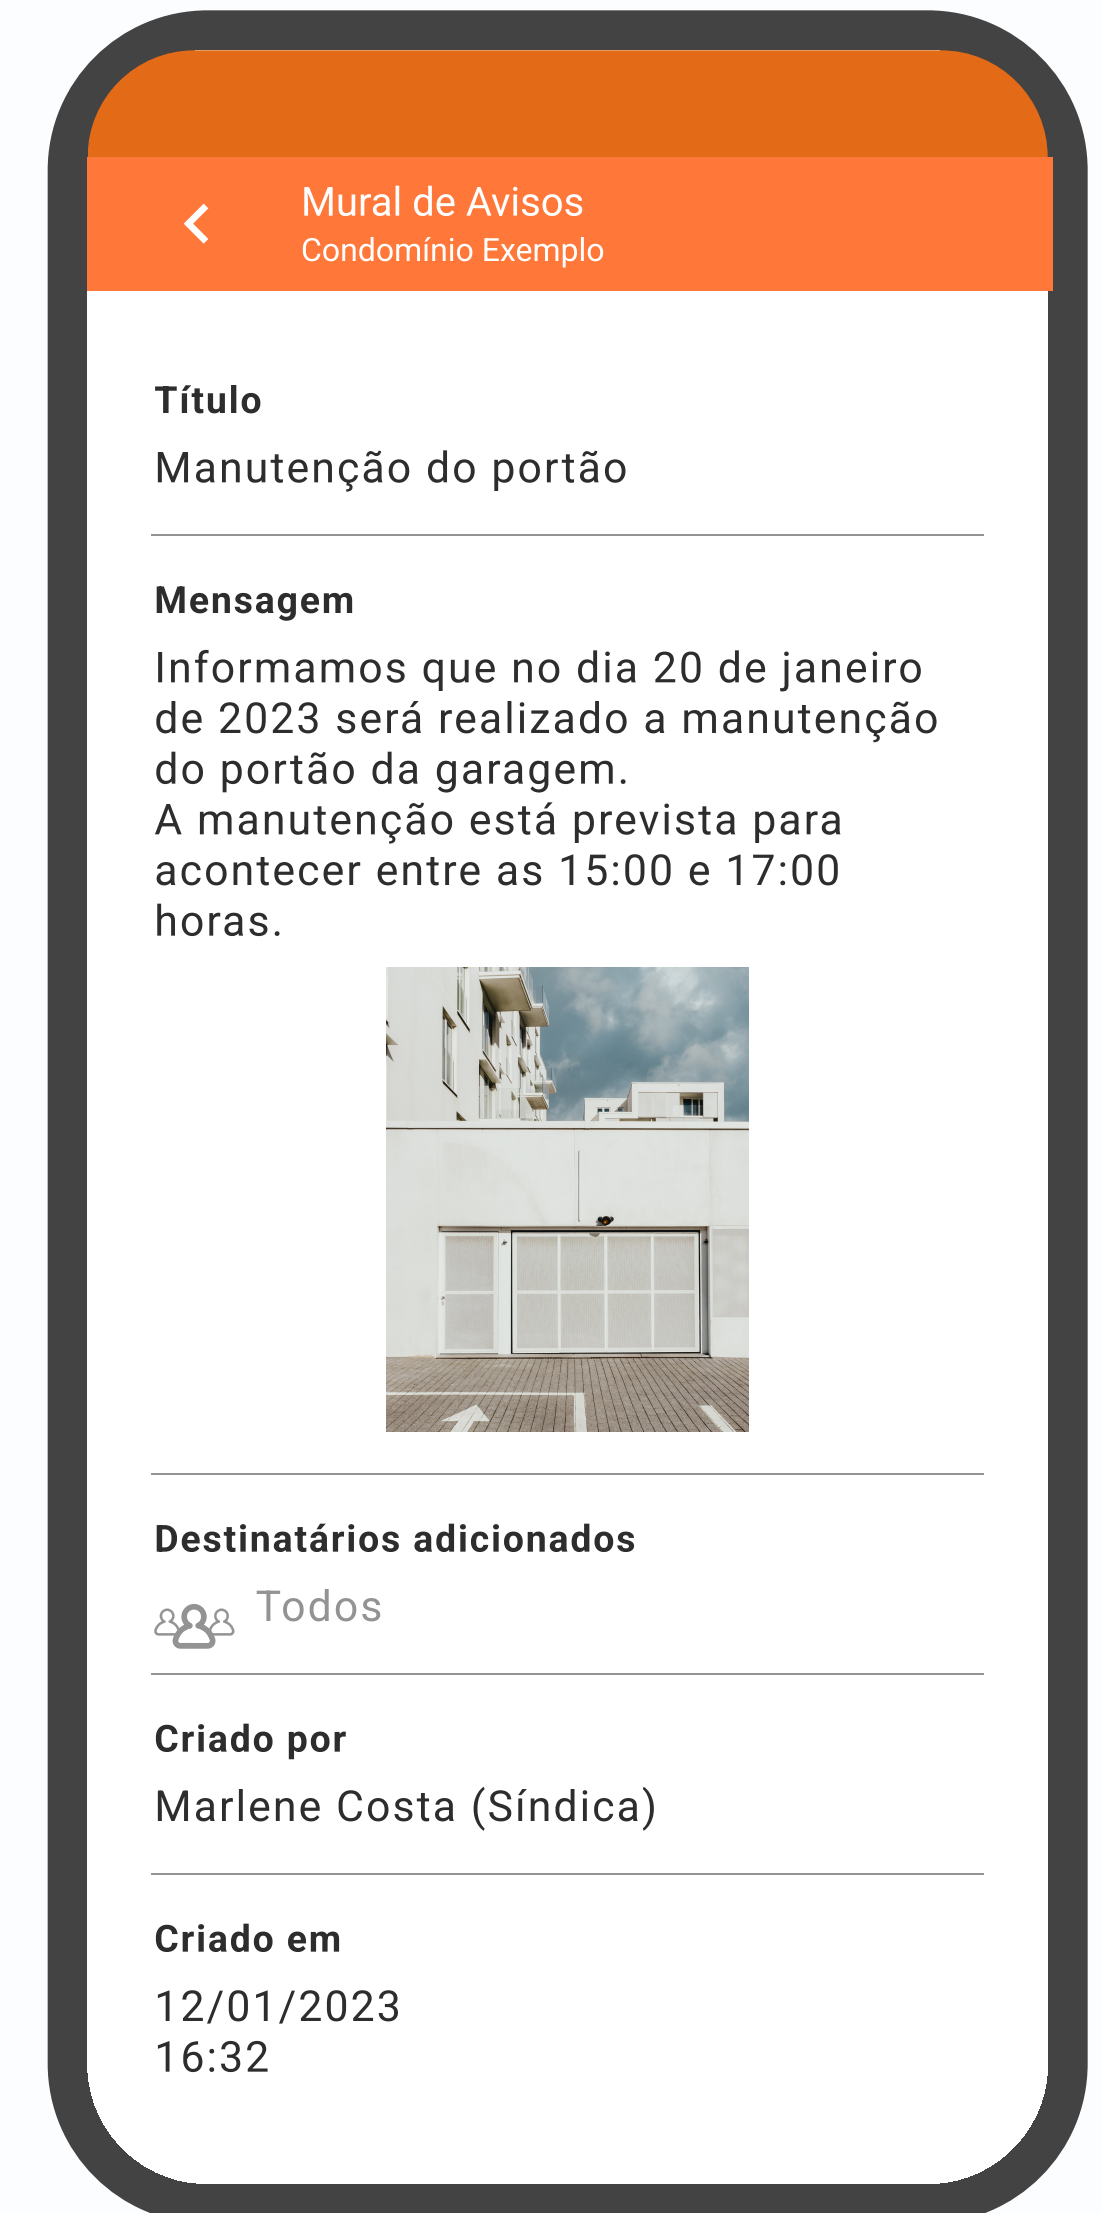 Mural de Avisos
Condomínio Exemplo
Título
Manutenção do portão
Mensagem
Informamos que no dia 20 de janeiro
de 2023 será realizado a manutenção
do portão da garagem.
A manutenção está prevista para
acontecer entre as 15:00 e 17:00
horas.
Destinatários adicionados
Todos
Criado por
Marlene Costa (Síndica)
Criado em
12/01/2023
16:32